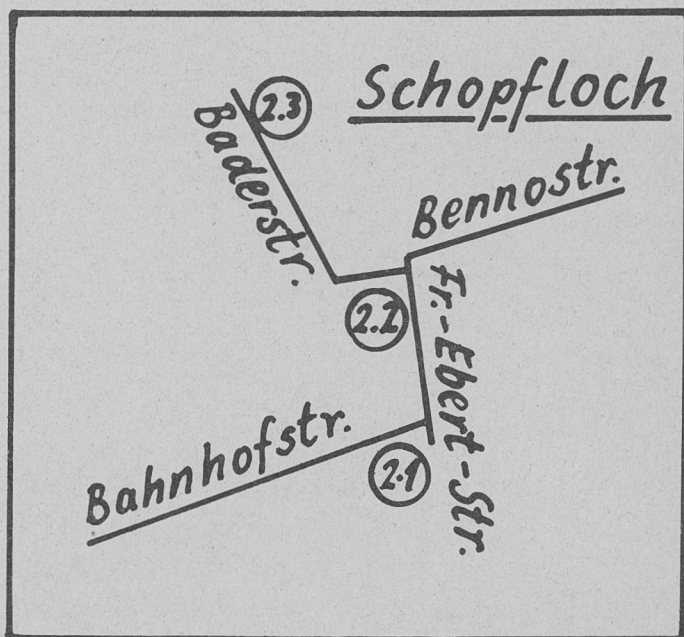 Schopfloch
2.3
Baderstr.
Bennostr.
2.2
Fr.-Ebert-Str.
Bahnhofstr.
2.1